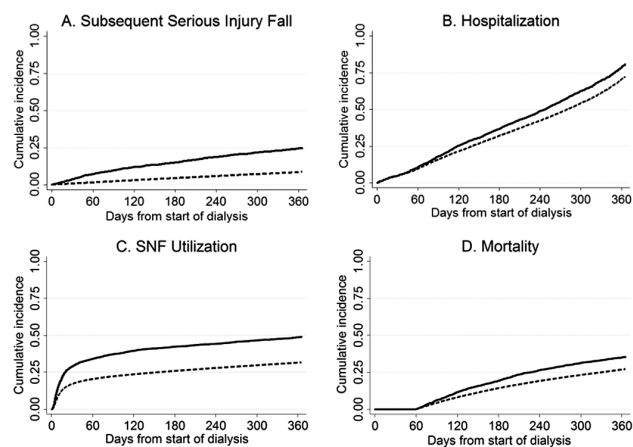 A. Subsequent Serious Injury Fall
Cumulative incidence
0.00 0.25 0.50 0.75 1.00
0 60 120 180 240 300 360
Days from start of dialysis
B. Hospitalization
Cumulative incidence
0.00 0.25 0.50 0.75 1.00
0 60 120 180 240 300 360
Days from start of dialysis
C. SNF Utilization
Cumulative incidence
0.00 0.25 0.50 0.75 1.00
0 60 120 180 240 300 360
Days from start of dialysis
D. Mortality
Cumulative incidence
0.00 0.25 0.50 0.75 1.00
0 60 120 180 240 300 360
Days from start of dialysis